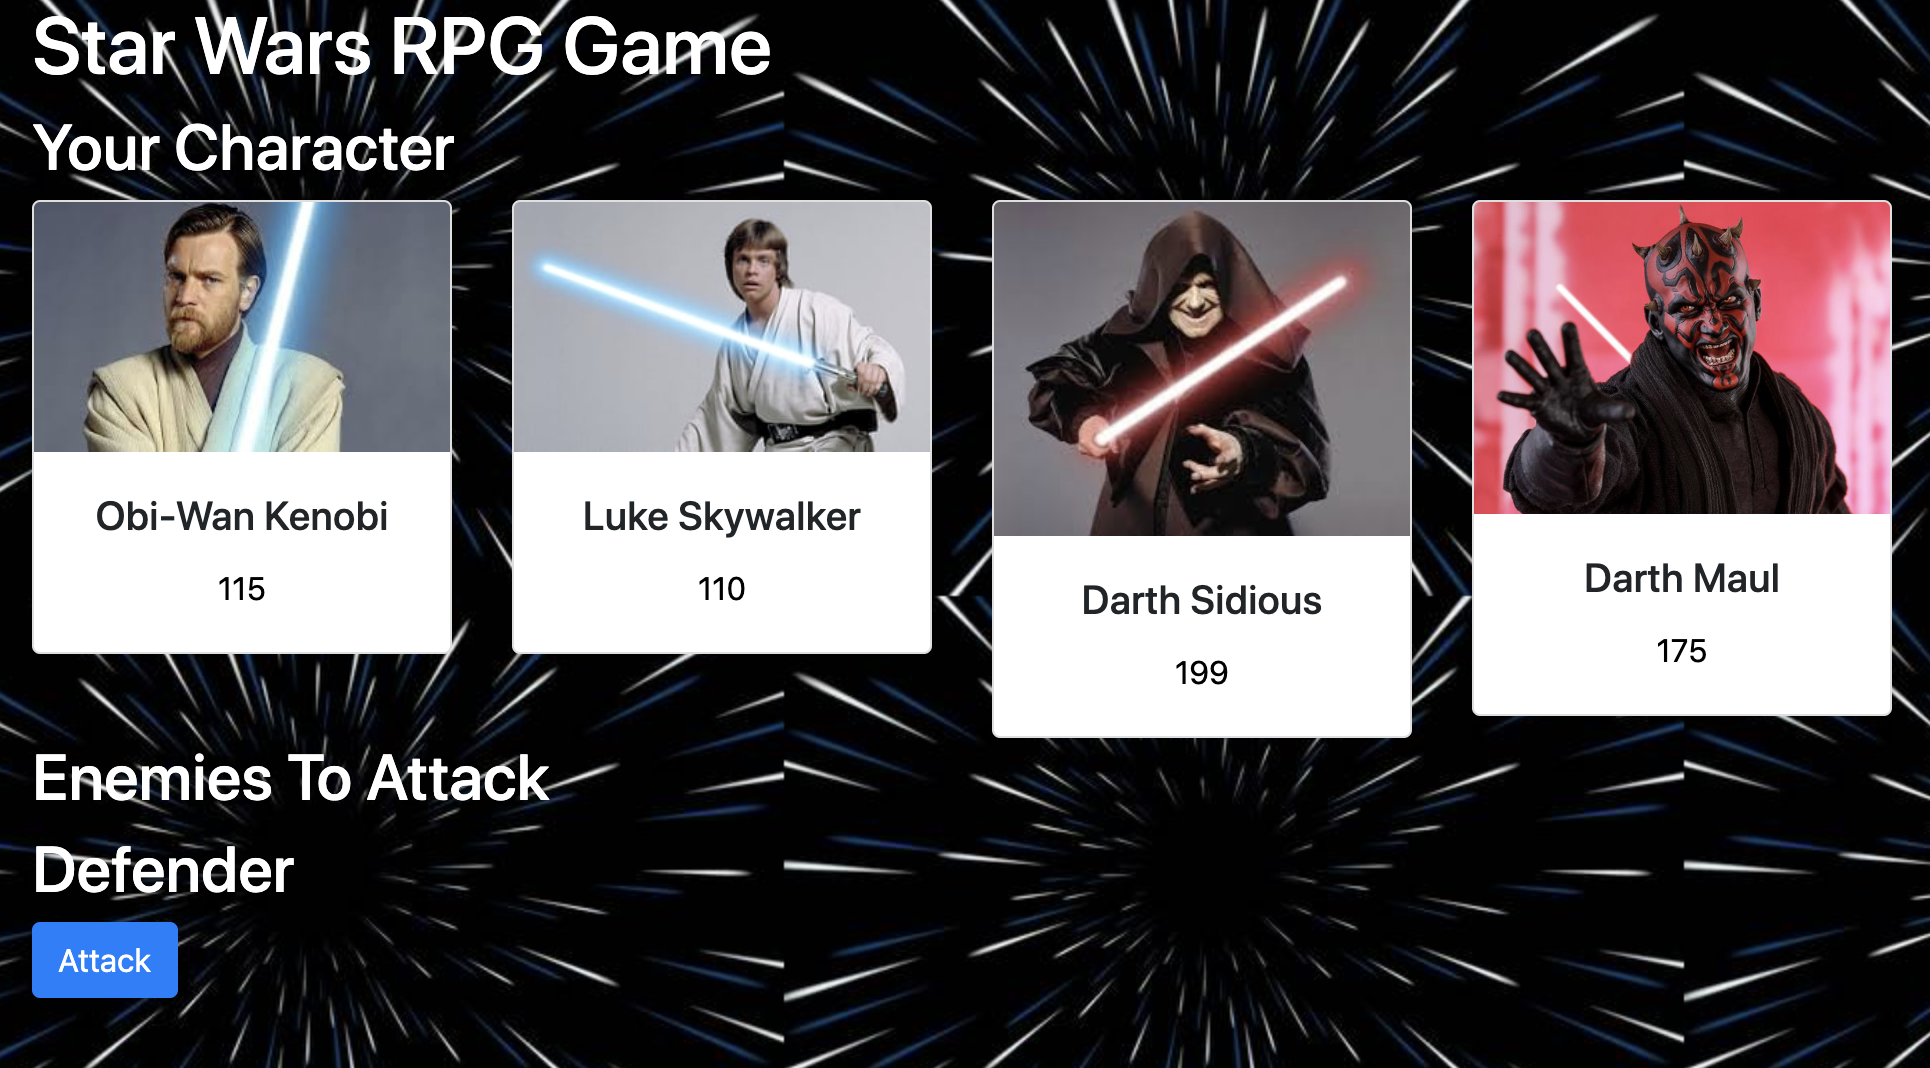 Star Wars RPG Game
Your Character
Obi-Wan Kenobi
115
Luke Skywalker
110
Darth Sidious
199
Darth Maul
175
Enemies To Attack
Defender
Attack